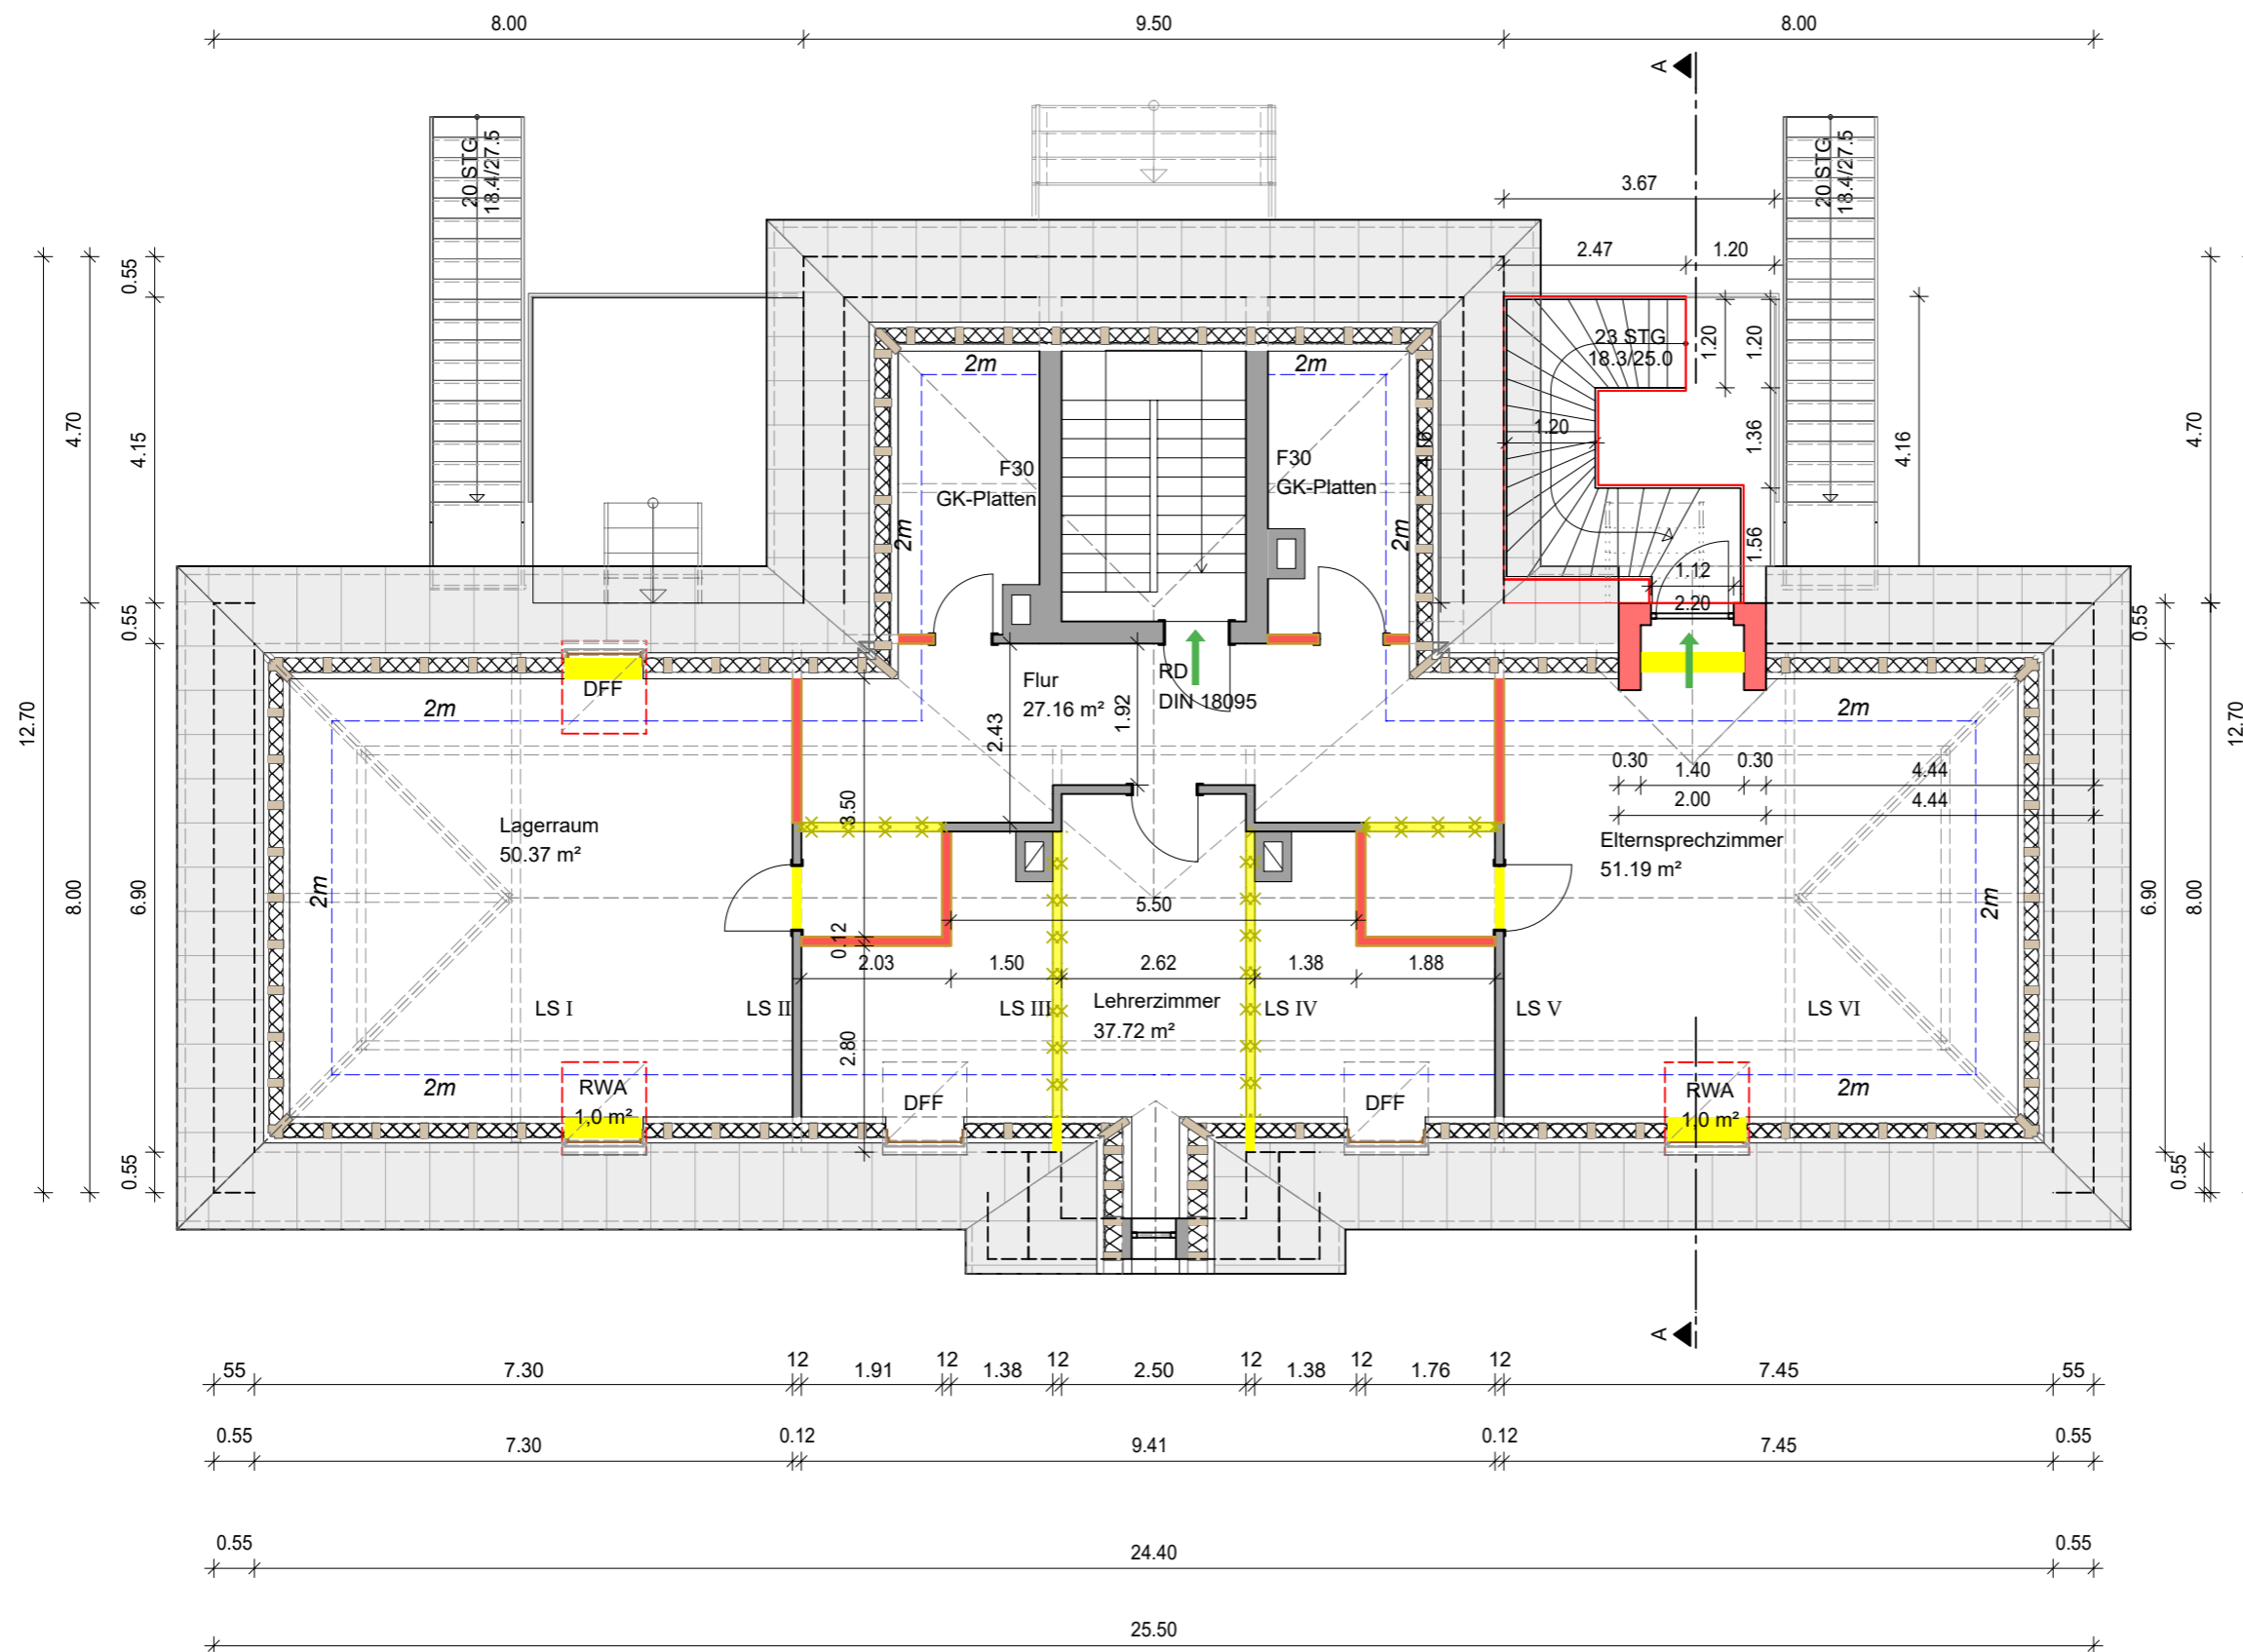 8.00
9.50
8.00
A
20 STG
18.4/27.5
20 STG
18.4/27.5
3.67
2.47
1.20
0.55
4.70
4.15
0.55
12.70
8.00
6.90
0.55
23 STG
18.3/25.0
1.20
1.20
1.20
1.36
4.16
1.56
1.12
2.20
4.70
0.55
12.70
6.90
8.00
0.55
2m
2m
F30
GK-Platten
F30
GK-Platten
2m
2m
DFF
2m
Flur
27.16 m²
RD
DIN 18095
2.43
1.92
2m
0.30
1.40
0.30
4.44
2.00
4.44
Lagerraum
50.37 m²
3.50
Elternsprechzimmer
51.19 m²
2m
2m
5.50
0.12
2.03
1.50
2.62
1.38
1.88
LS I
LS II
LS III
Lehrerzimmer
37.72 m²
LS IV
LS V
LS VI
2.80
2m
RWA
1,0 m²
DFF
DFF
RWA
1,0 m²
2m
A
55
7.30
12
1.91
12
1.38
12
2.50
12
1.38
12
1.76
12
7.45
55
0.55
7.30
0.12
9.41
0.12
7.45
0.55
0.55
24.40
0.55
25.50